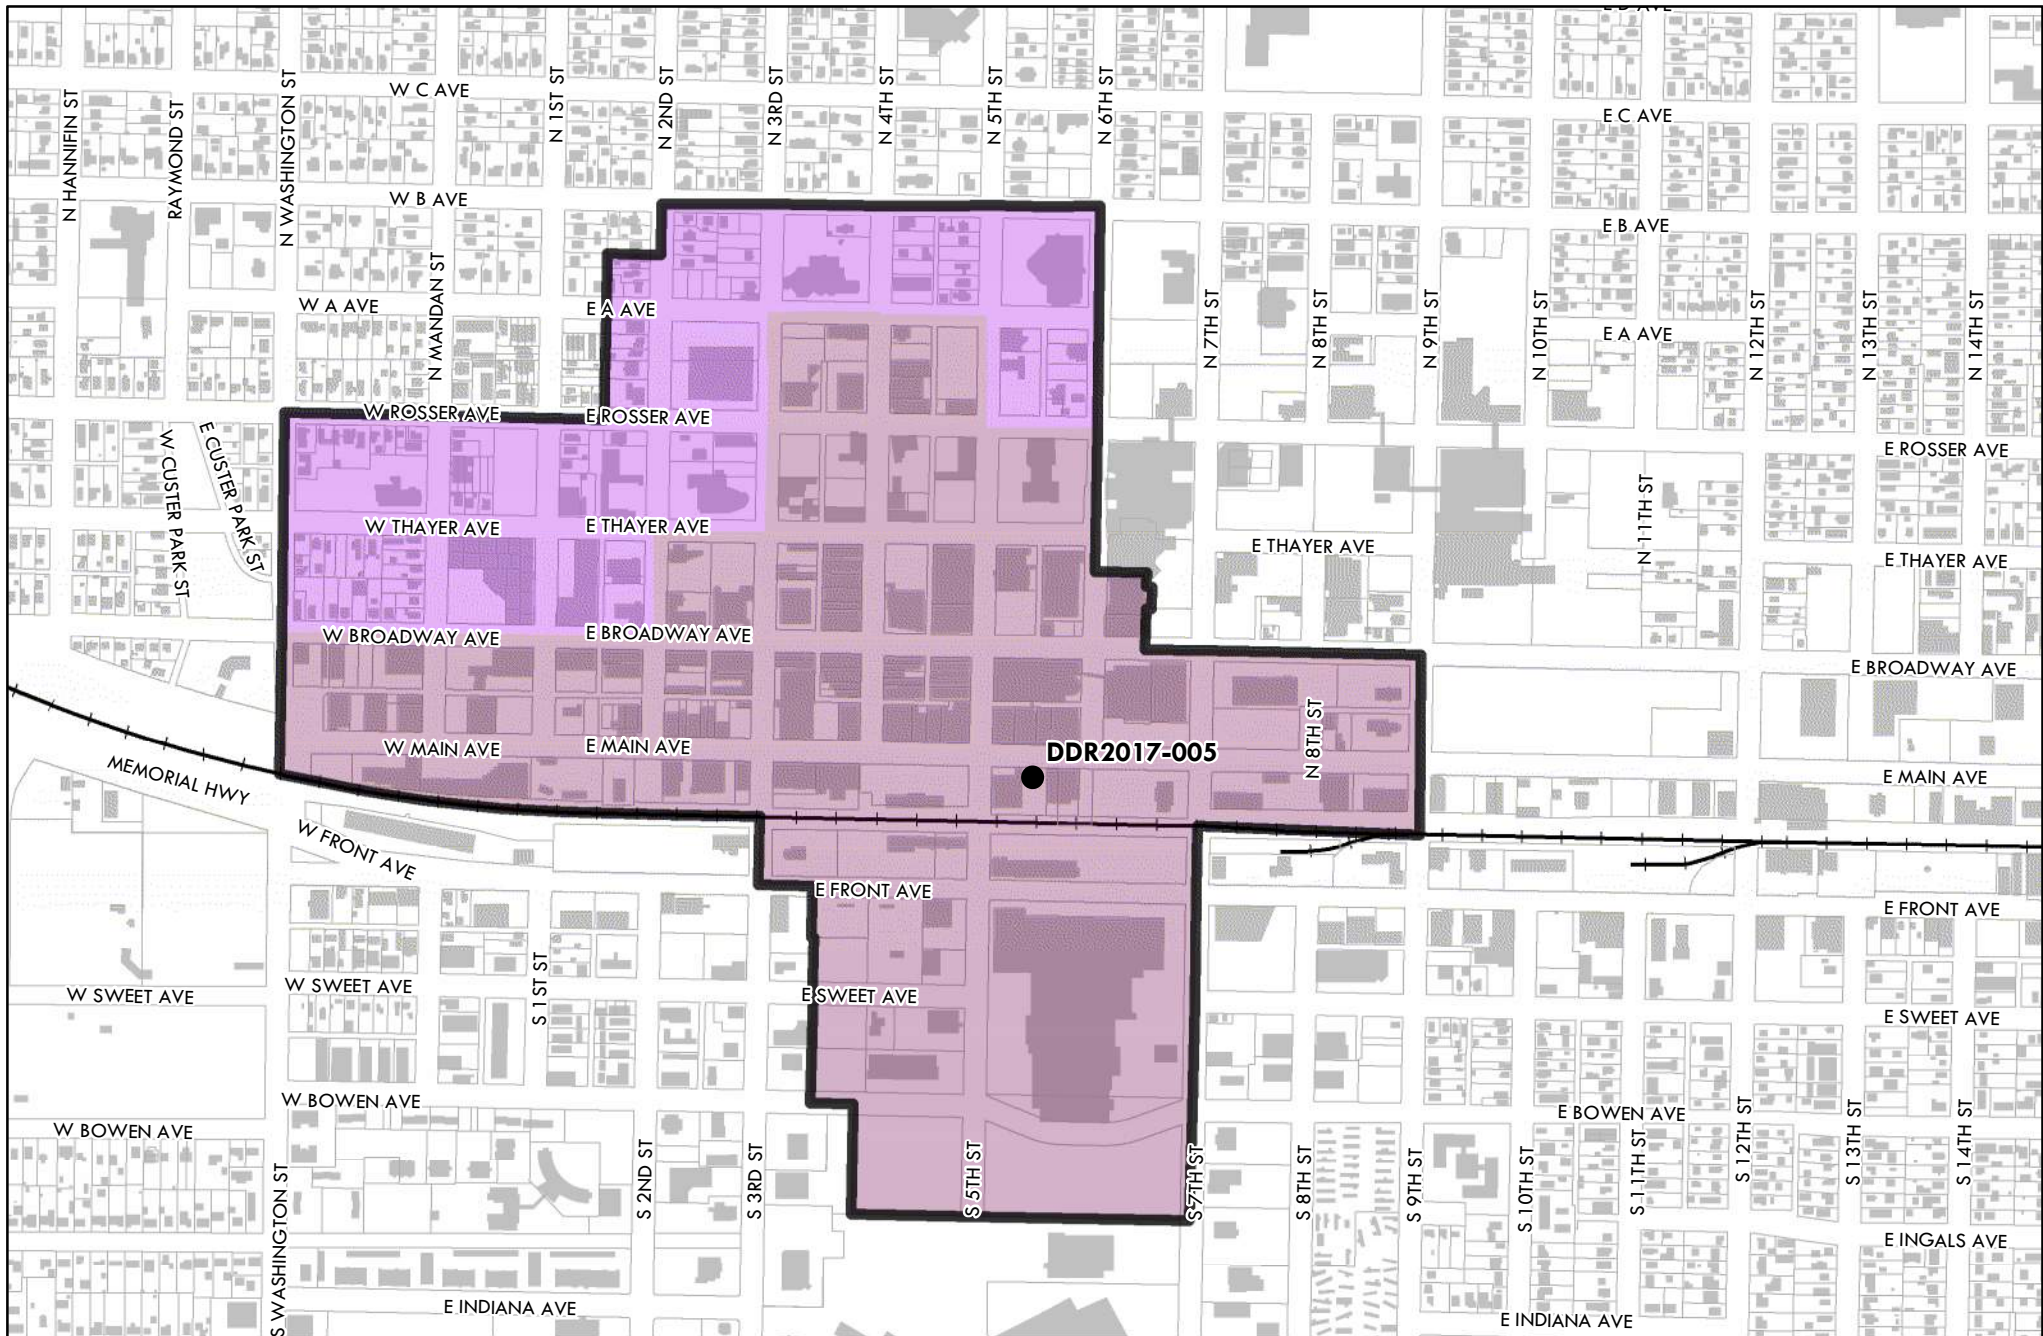 E D AVE
W C AVE
E C AVE
N HANNIFIN ST
RAYMOND ST
N WASHINGTON ST
N 1ST ST
N 2ND ST
N 3RD ST
N 4TH ST
N 5TH ST
N 6TH ST
W B AVE
E B AVE
N MANDAN ST
W A AVE
E A AVE
E A AVE
N 7TH ST
N 8TH ST
N 9TH ST
N 10TH ST
N 12TH ST
N 13TH ST
N 14TH ST
W ROSSER AVE
E ROSSER AVE
E ROSSER AVE
W CUSTER PARK ST
E CUSTER PARK ST
N 11TH ST
W THAYER AVE
E THAYER AVE
E THAYER AVE
E THAYER AVE
W BROADWAY AVE
E BROADWAY AVE
E BROADWAY AVE
N 8TH ST
W MAIN AVE
E MAIN AVE
DDR2017-005
E MAIN AVE
MEMORIAL HWY
W FRONT AVE
E FRONT AVE
E FRONT AVE
S 1ST ST
W SWEET AVE
W SWEET AVE
E SWEET AVE
E SWEET AVE
W BOWEN AVE
W BOWEN AVE
E BOWEN AVE
S WASHINGTON ST
S 2ND ST
S 3RD ST
S 5TH ST
S 7TH ST
S 8TH ST
S 9TH ST
S 10TH ST
S 11TH ST
S 12TH ST
S 13TH ST
S 14TH ST
E INGALS AVE
E INDIANA AVE
E INDIANA AVE